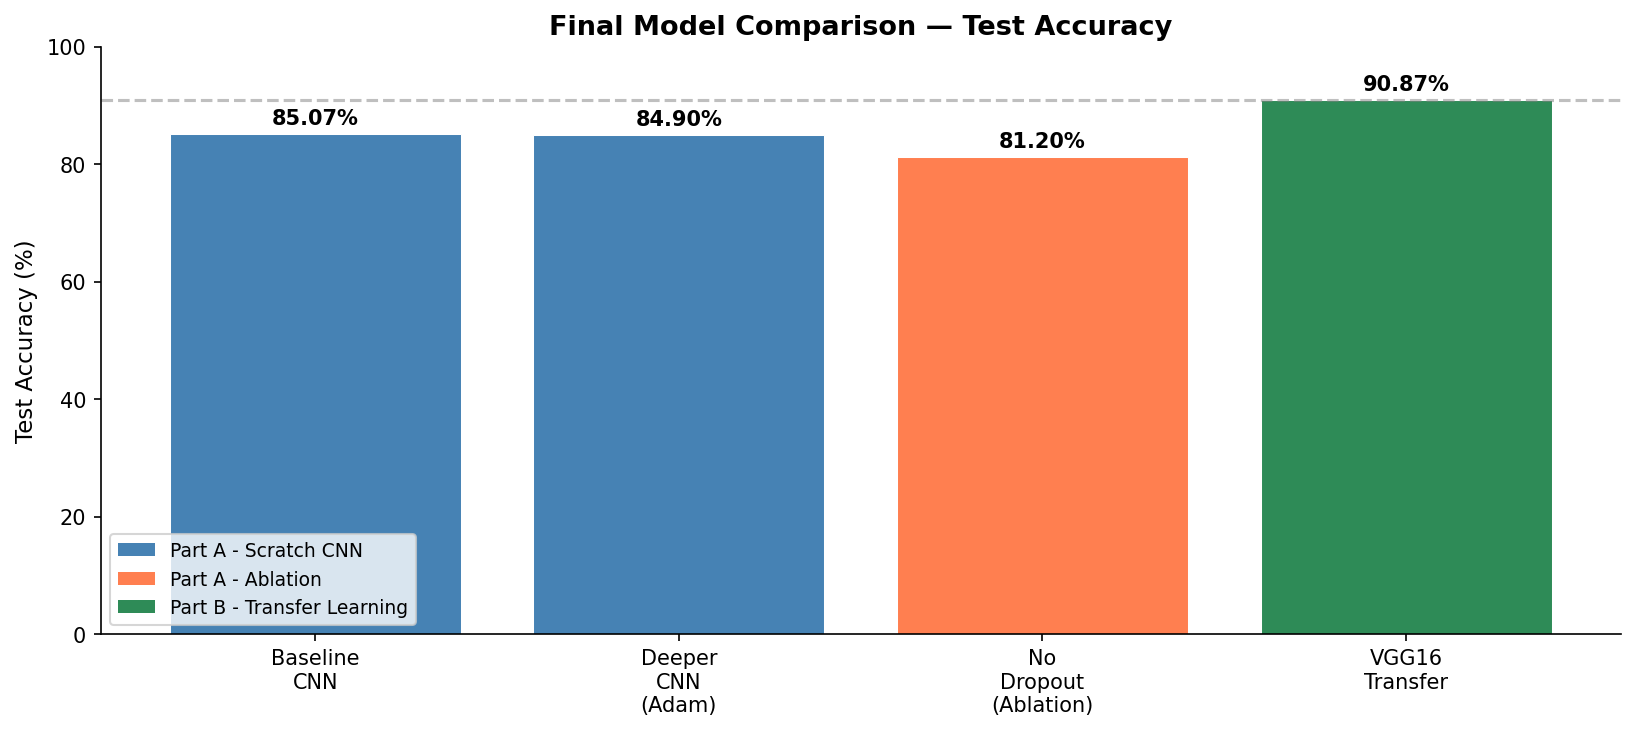 Final Model Comparison — Test Accuracy
Test Accuracy (%)
100
80
60
40
20
0
85.07%
84.90%
81.20%
90.87%
Part A - Scratch CNN
Part A - Ablation
Part B - Transfer Learning
Baseline
CNN
Deeper
CNN
(Adam)
No
Dropout
(Ablation)
VGG16
Transfer